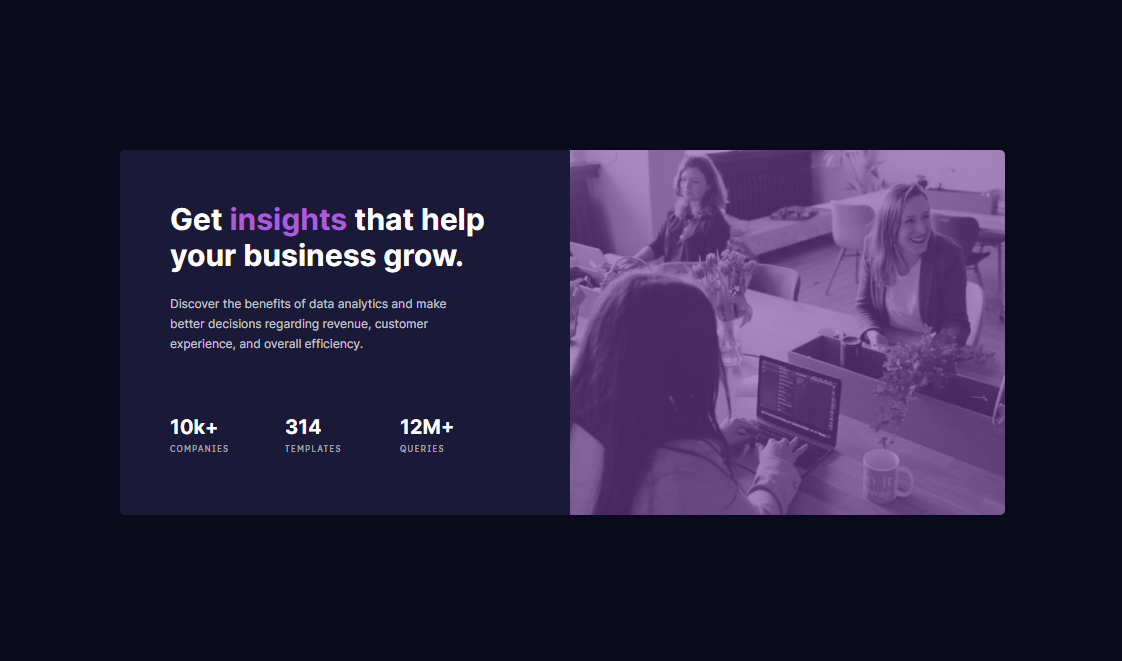 Get insights that help
your business grow.
Discover the benefits of data analytics and make
better decisions regarding revenue, customer
experience, and overall efficiency.
10k+ 314 12M+
COMPANIES TEMPLATES QUERIES